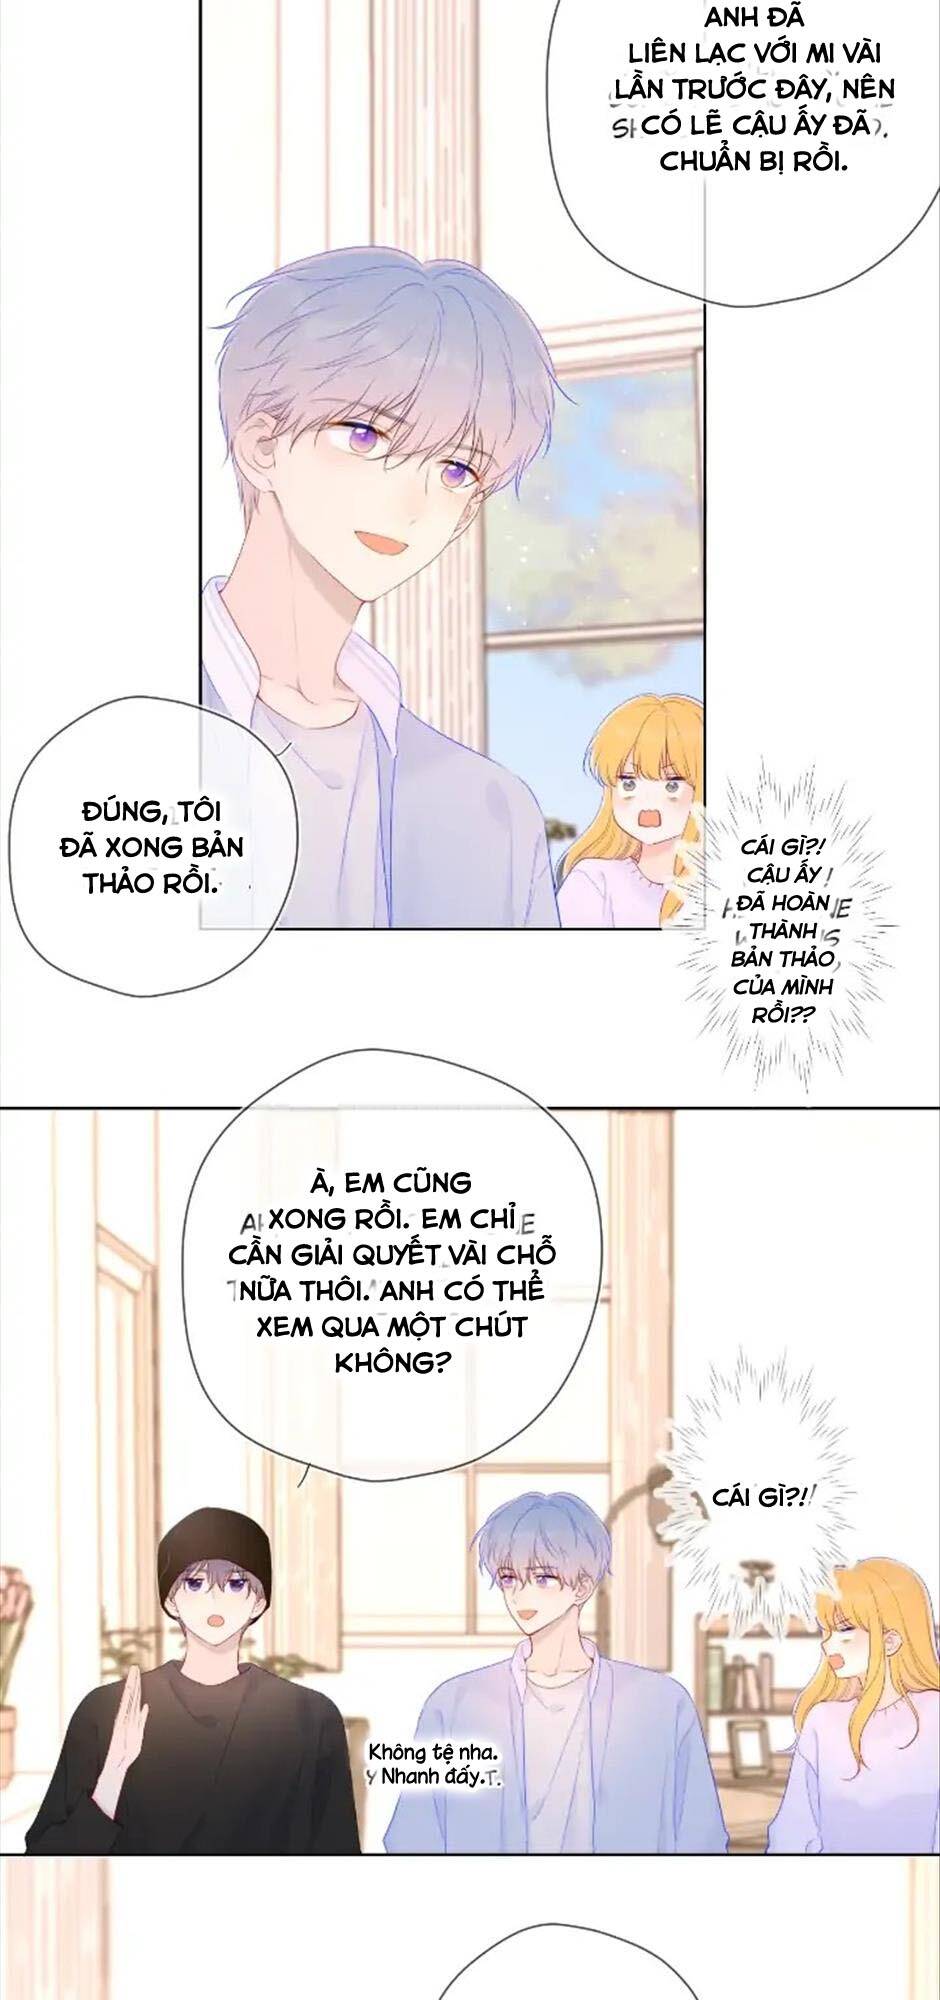 ANH ĐÃ
LIÊN LẠC VỚI MI VÀI
LẦN TRƯỚC ĐÂY, NÊN
CÓ LẼ CẬU ẤY ĐÃ
CHUẨN BỊ RỒI.
ĐÚNG, TÔI
ĐÃ XONG BẢN
THẢO RỒI.
CÁI GÌ?!
CẬU ẤY
ĐÃ HOÀN
THÀNH
BẢN THẢO
CỦA MÌNH
RỒI??
À, EM CŨNG
XONG RỒI. EM CHỈ
CẦN GIẢI QUYẾT VÀI CHỖ
NỮA THÔI. ANH CÓ THỂ
XEM QUA MỘT CHÚT
KHÔNG?
CÁI GÌ?!
Không tệ nha.
Nhanh đấy.